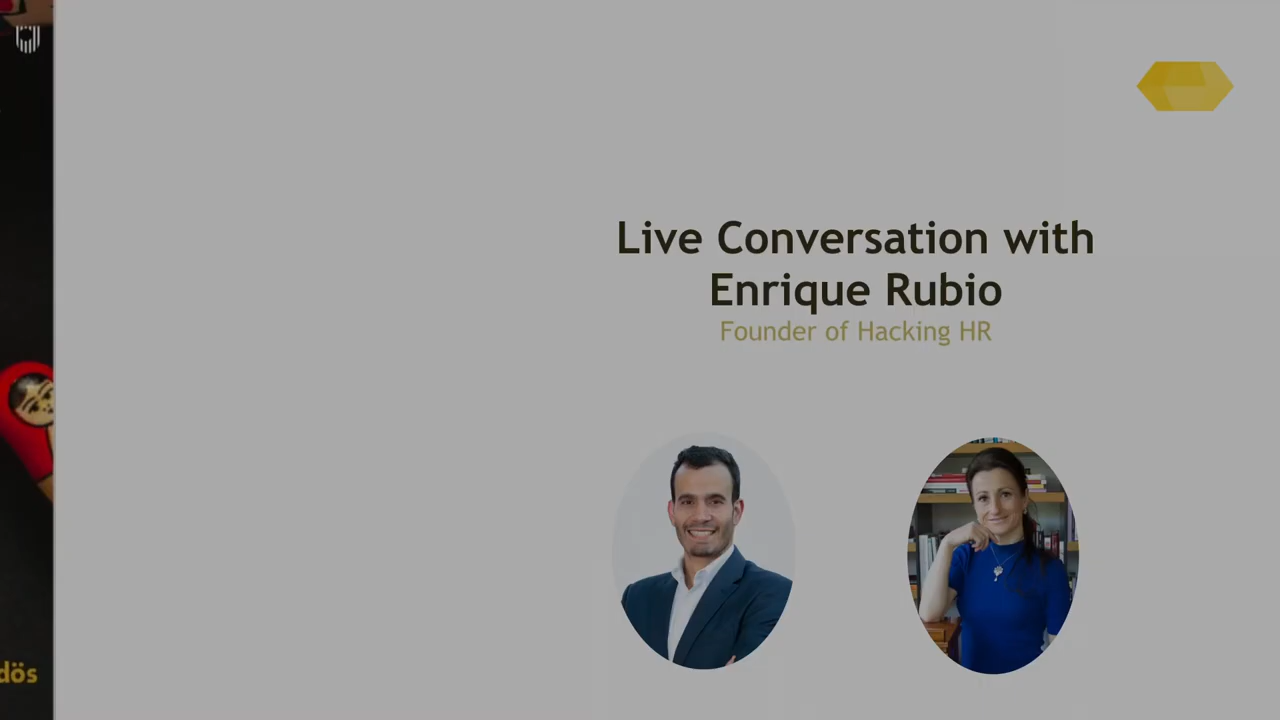 Live Conversation with
Enrique Rubio
Founder of Hacking HR
dös